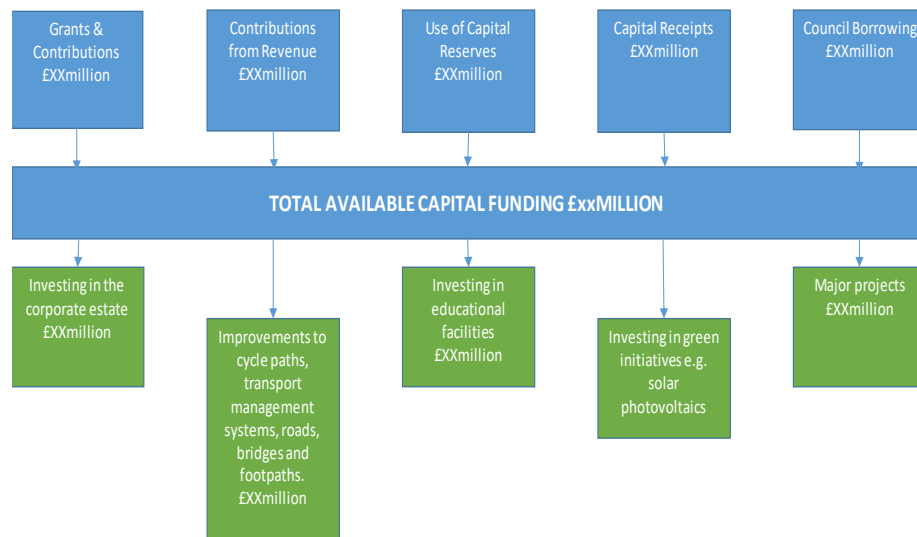 Grants &
Contributions
£XXmillion
Contributions
from Revenue
£XXmillion
Use of Capital
Reserves
£XXmillion
Capital Receipts
£XXmillion
Council Borrowing
£XXmillion
TOTAL AVAILABLE CAPITAL FUNDING £xxMILLION
Investing in the
corporate estate
£XXmillion
Improvements to
cycle paths,
transport
management
systems, roads,
bridges and
footpaths.
£XXmillion
Investing in
educational
facilities
£XXmillion
Investing in green
initiatives e.g.
solar
photovoltaics
Major projects
£XXmillion